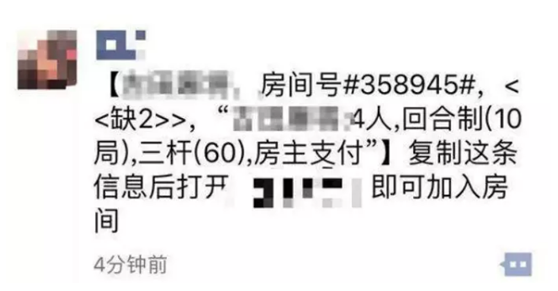 【 ，房间号#358945#，<
<缺2>>，“ 4人,回合制(10
局),三杆(60),房主支付”】复制这条
信息后打开 即可加入房
间
4分钟前